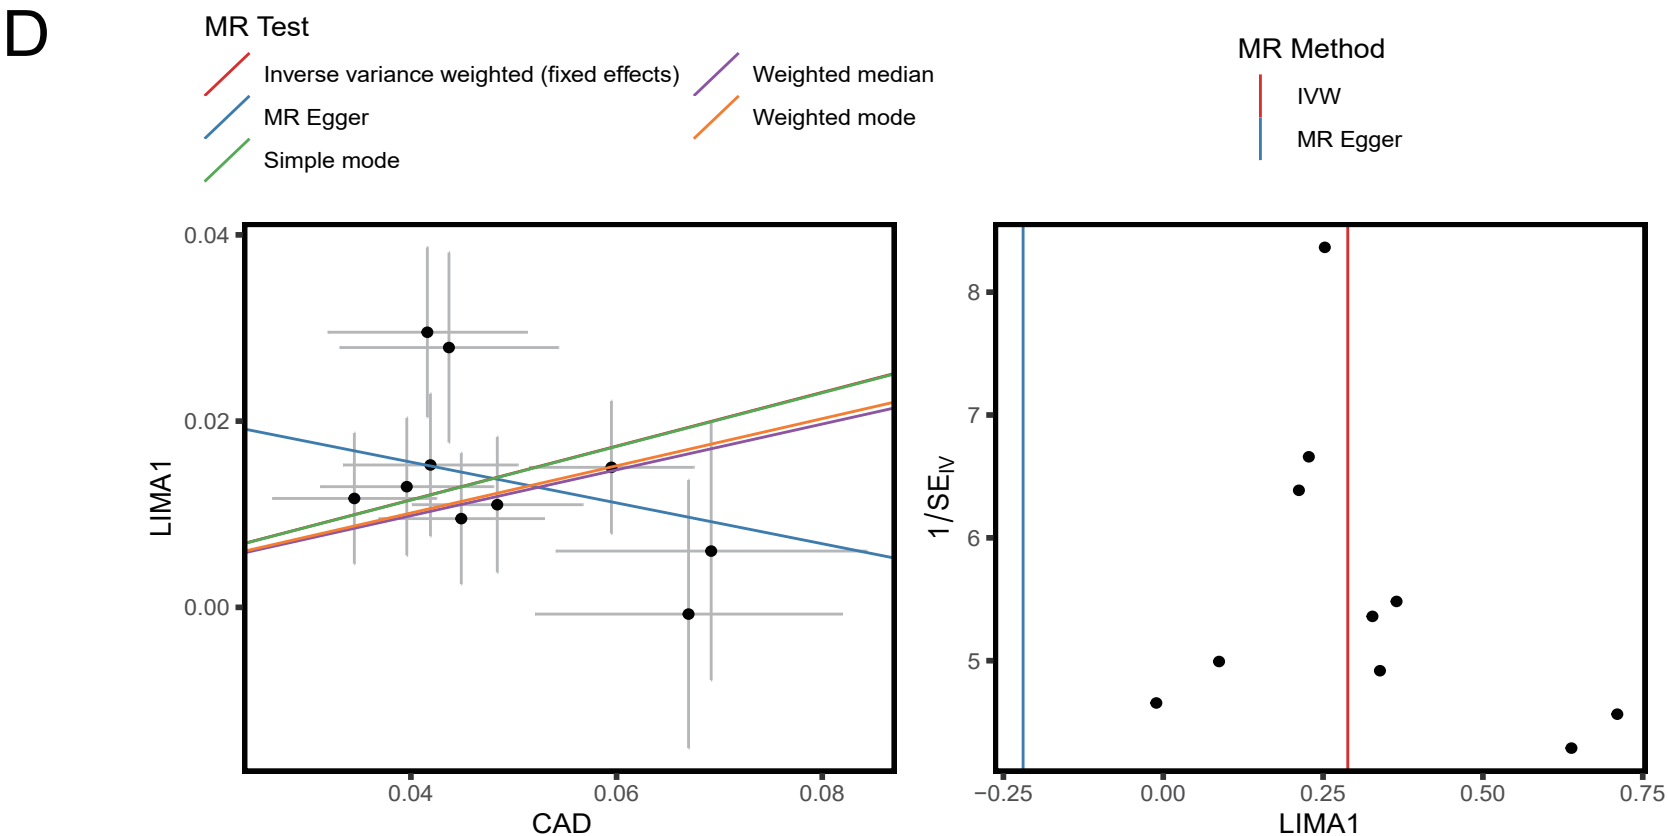 D
MR Test
Inverse variance weighted (fixed effects)
Weighted median
MR Egger
Weighted mode
Simple mode
MR Method
IVW
MR Egger
0.04
0.02
0.00
LIMA1
0.04
0.06
0.08
CAD
8
7
6
5
1/SE_IV
−0.25
0.00
0.25
0.50
0.75
LIMA1